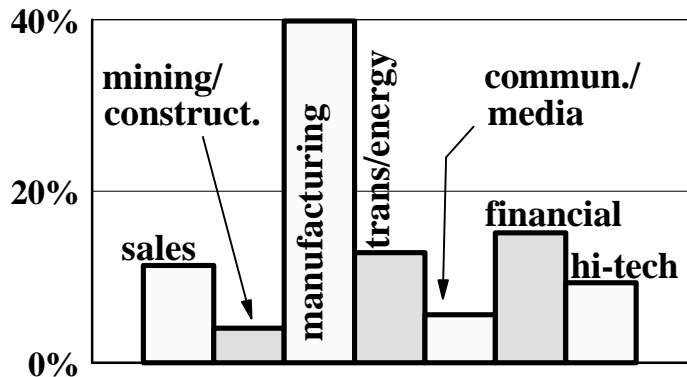 40%
mining/
construct.
commun./
media
manufacturing
trans/energy
20%
financial
sales
hi-tech
0%